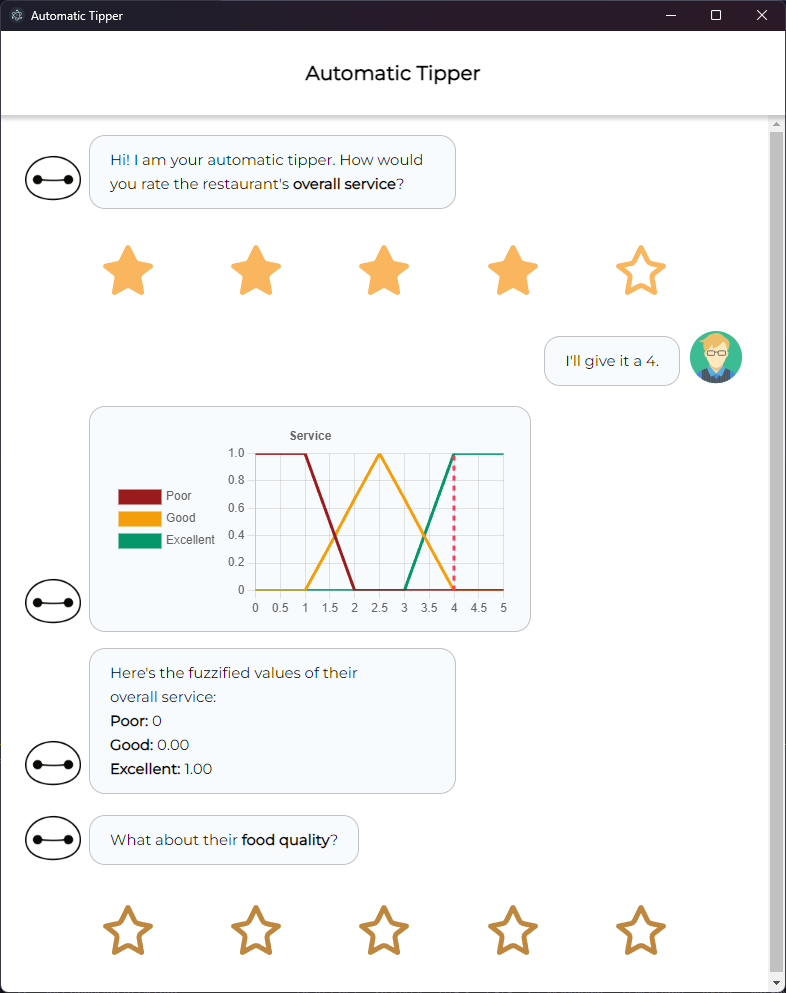 Automatic Tipper
Automatic Tipper
Hi! I am your automatic tipper. How would
you rate the restaurant's overall service?
I'll give it a 4.
Service
Poor
Good
Excellent
1.0
0.8
0.6
0.4
0.2
0
0 0.5 1 1.5 2 2.5 3 3.5 4 4.5 5
Here's the fuzzified values of their
overall service:
Poor: 0
Good: 0.00
Excellent: 1.00
What about their food quality?